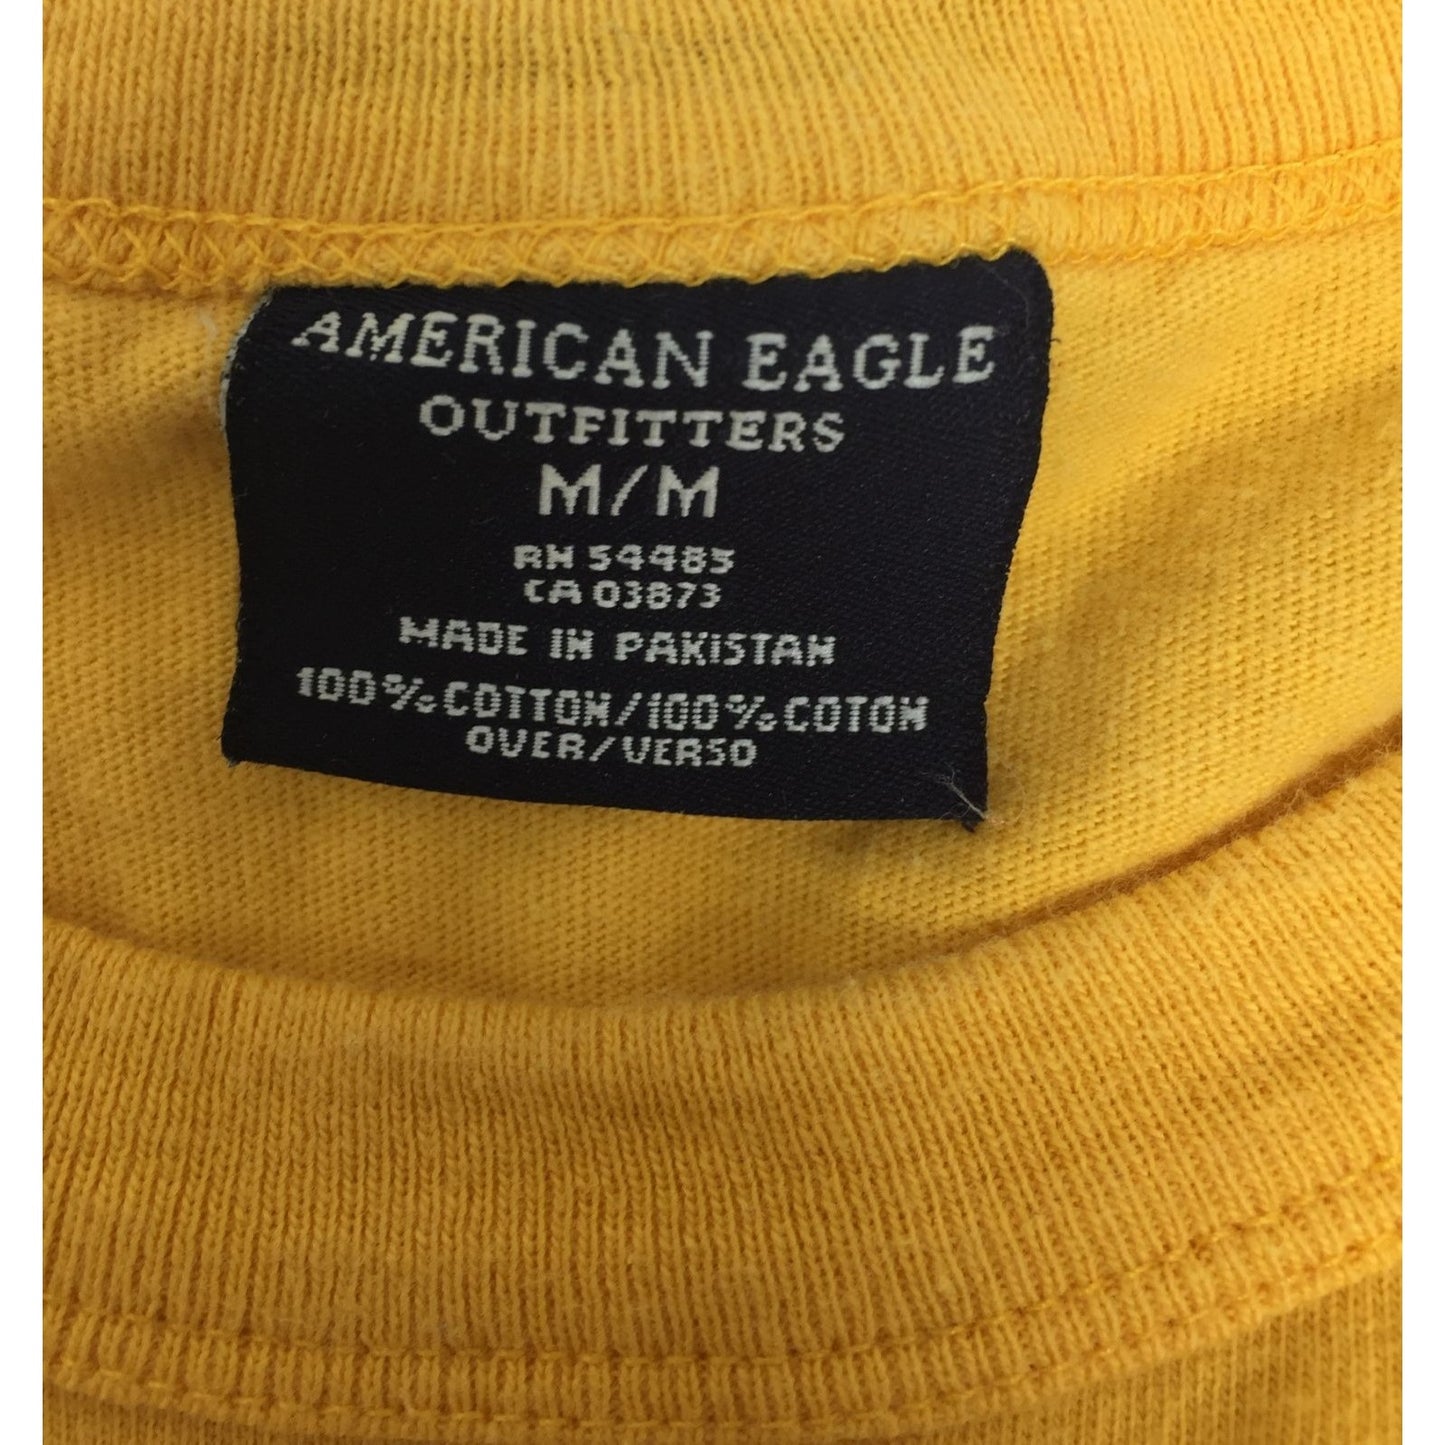 AMERICAN EAGLE
OUTFITTERS
M/M
RN 54485
CA 03873
MADE IN PAKISTAN
100% COTTON/100% COTON
OVER/VERSO